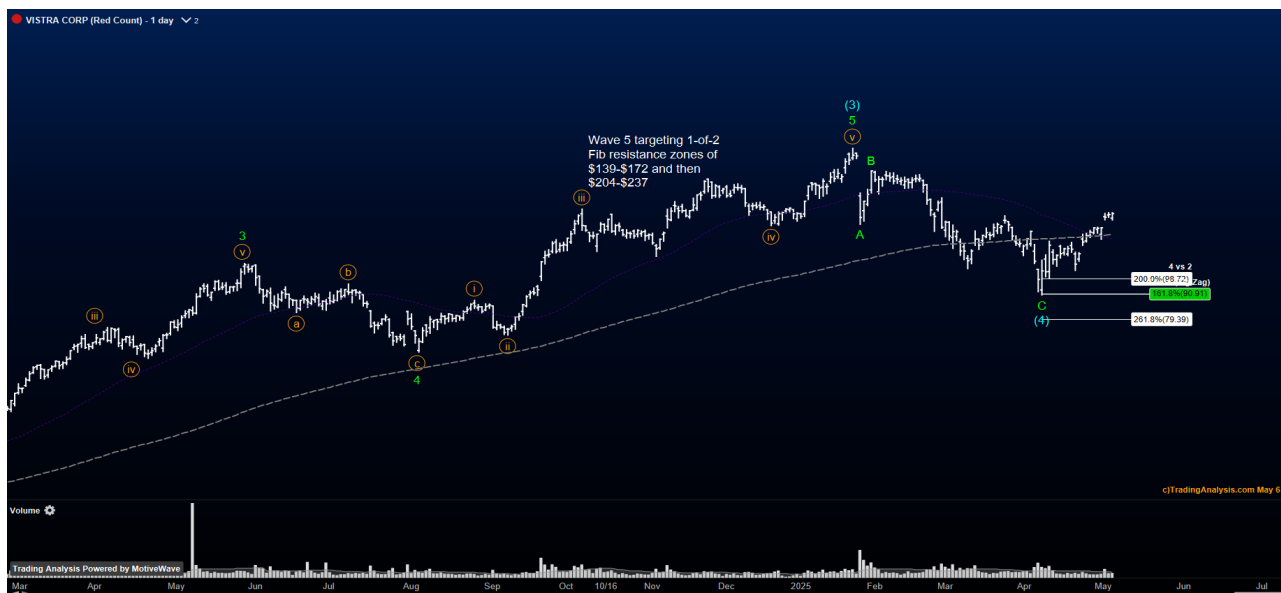 VISTRA CORP (Red Count) - 1 day 2
(3)
5
v
Wave 5 targeting 1-of-2
Fib resistance zones of
$139-$172 and then
$204-$237
B
iii
3
v
A
iv
b
i
4 vs 2
200.0%(98.72)
Zag)
161.8%(90.91)
a
C
iii
(4)
261.8%(79.39)
ii
iv
c
4
c)TradingAnalysis.com May 6
Volume
Trading Analysis Powered by MotiveWave
Mar Apr May Jun Jul Aug Sep Oct 10/16 Nov Dec 2025 Feb Mar Apr May Jun Jul